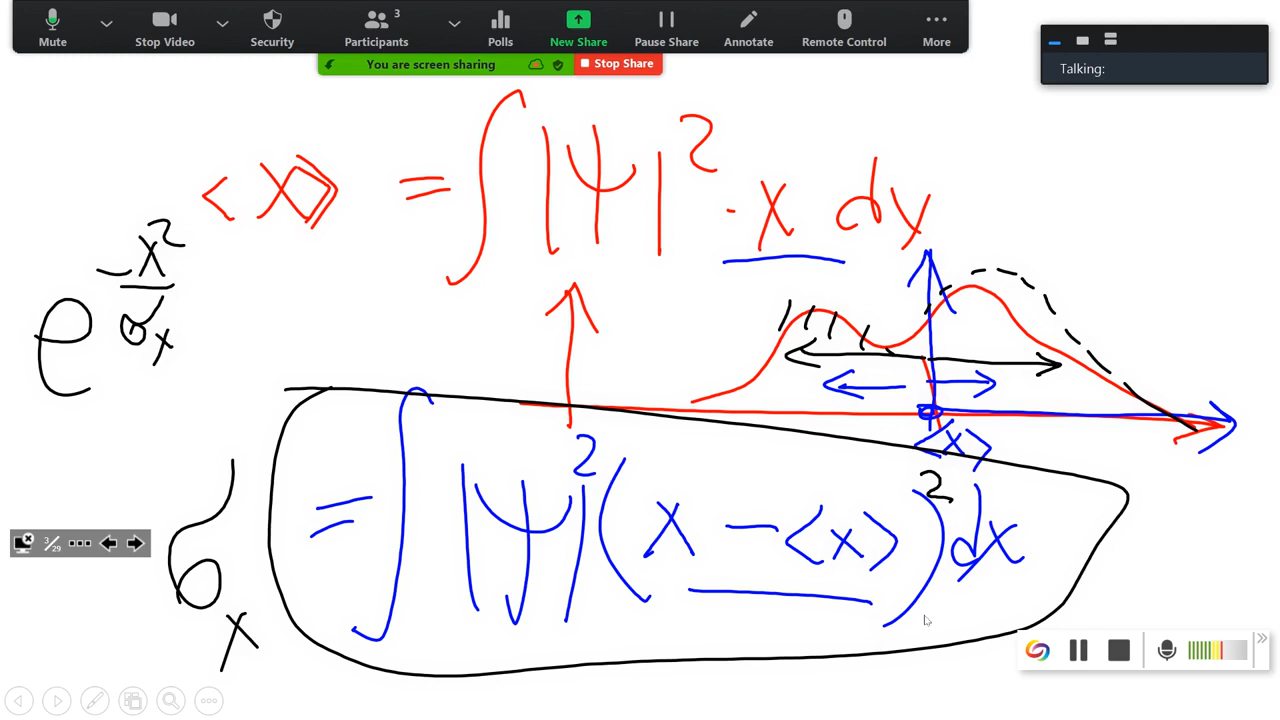 Mute
Stop Video
Security
Participants 3
Polls
New Share
Pause Share
Annotate
Remote Control
More
You are screen sharing
Stop Share
Talking:
<x> = ∫|ψ|² · x dx
e^(-x²/σx)
<x>
σx = ∫|ψ|²(x - <x>)² dx
3/29